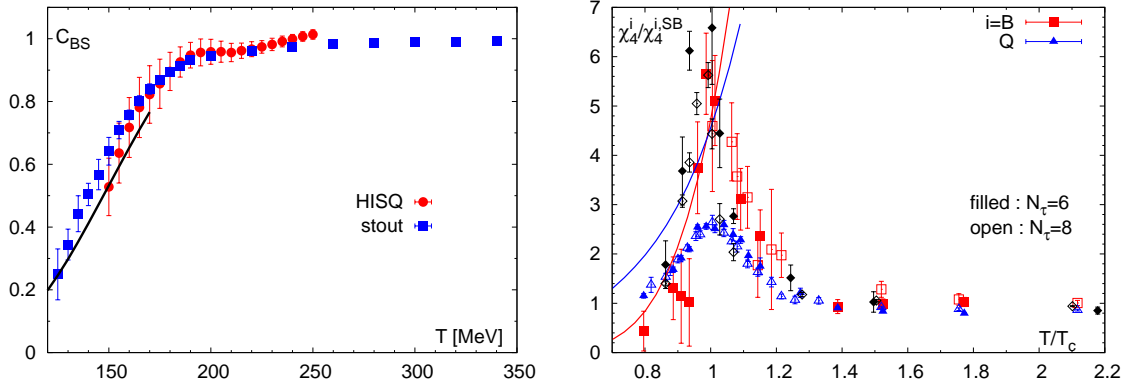 C_BS
1
0.8
0.6
0.4
0.2
0
150
200
250
300
350
T [MeV]
HISQ
stout
χ₄ⁱ/χ₄^{i,SB}
i=B
Q
7
6
5
4
3
2
1
0
0.8
1
1.2
1.4
1.6
1.8
2
2.2
T/T_c
filled : N_τ=6
open : N_τ=8